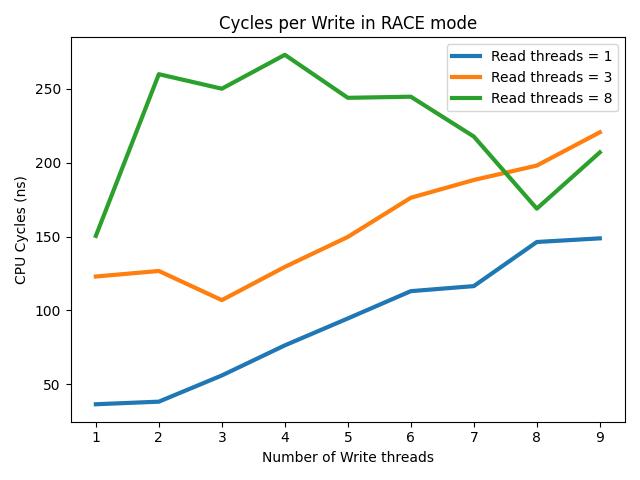 Cycles per Write in RACE mode
Read threads = 1
Read threads = 3
Read threads = 8
CPU Cycles (ns)
250
200
150
100
50
1 2 3 4 5 6 7 8 9
Number of Write threads